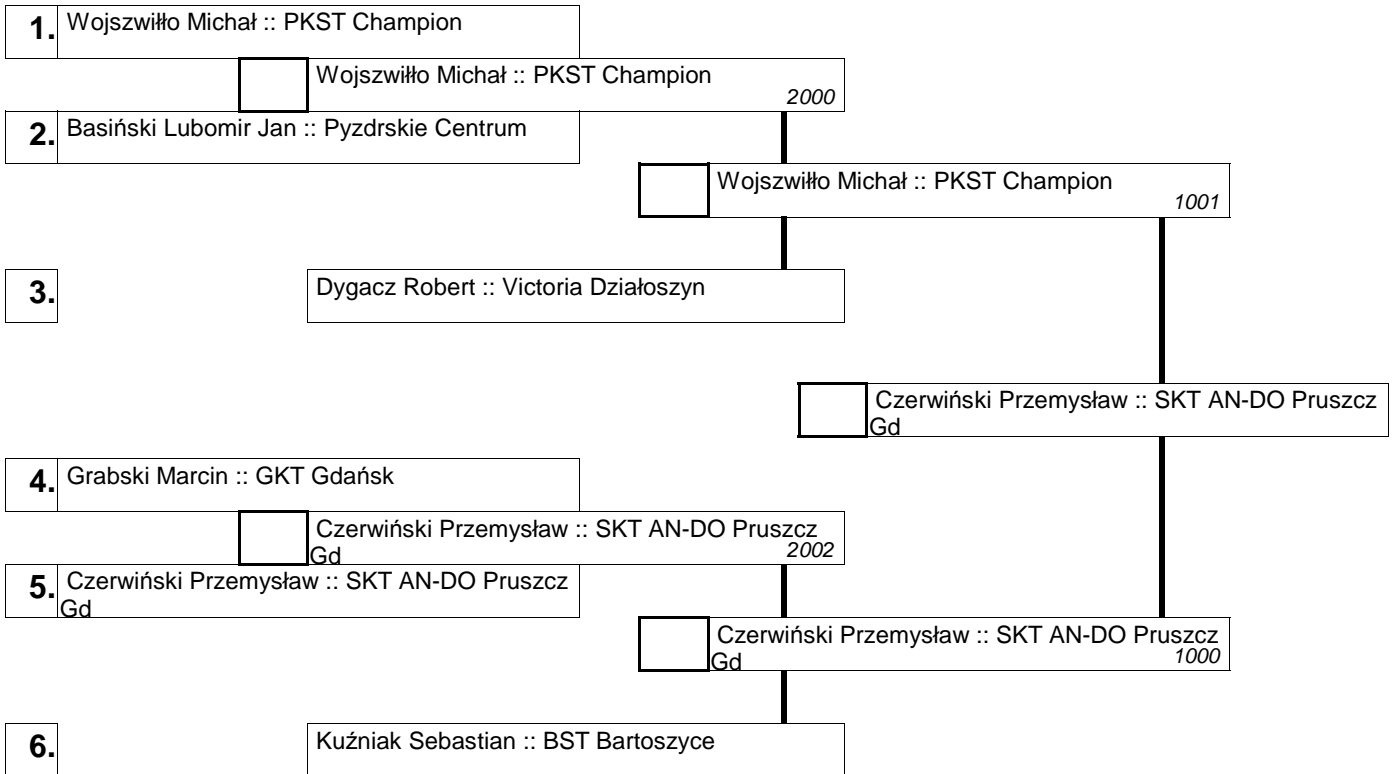 1. Wojszwiłło Michał :: PKST Champion
Wojszwiłło Michał :: PKST Champion
2000
2. Basiński Lubomir Jan :: Pyzdrskie Centrum
Wojszwiłło Michał :: PKST Champion
1001
3. Dygacz Robert :: Victoria Działoszyn
Czerwiński Przemysław :: SKT AN-DO Pruszcz
Gd
4. Grabski Marcin :: GKT Gdańsk
Czerwiński Przemysław :: SKT AN-DO Pruszcz
Gd 2002
5. Czerwiński Przemysław :: SKT AN-DO Pruszcz
Gd
Czerwiński Przemysław :: SKT AN-DO Pruszcz
Gd 1000
6. Kuźniak Sebastian :: BST Bartoszyce